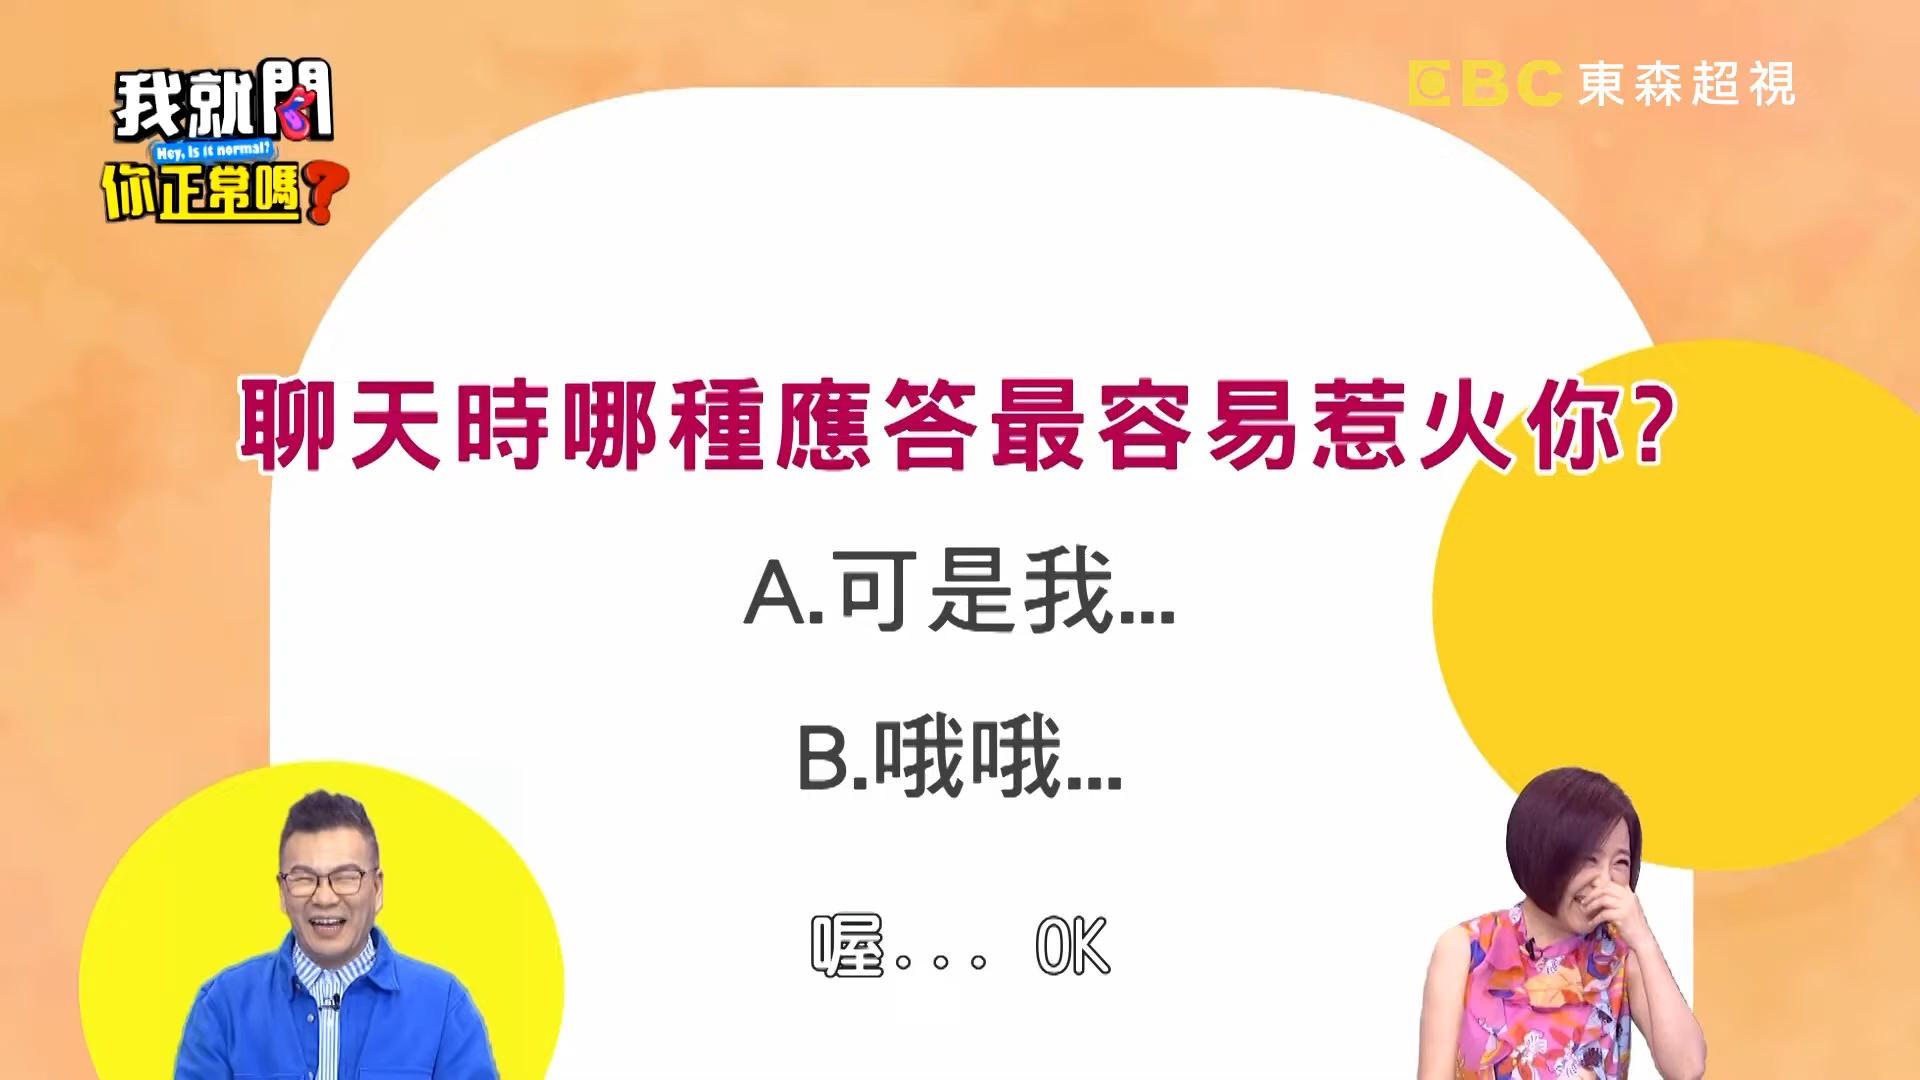 我就問
Hey, is it normal?
你正常嗎?
EBC 東森超視
聊天時哪種應答最容易惹火你?
A.可是我...
B.哦哦...
喔... OK